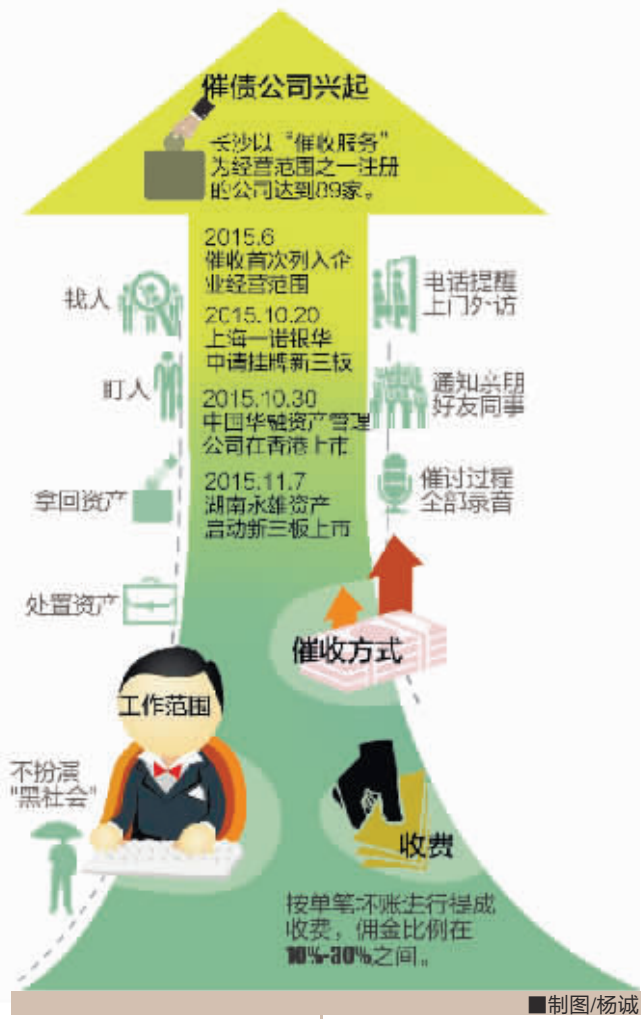 催债公司兴起
长沙以“催收服务”
为经营范围之一注册
的公司达到89家。
2015.6
催收首次列入企
业经营范围
2015.10.20
上海一诺银华
申请挂牌新三板
2015.10.30
中国华融资产管理
公司在香港上市
2015.11.7
湖南永雄资产
启动新三板上市
找人
盯人
拿回资产
处置资产
工作范围
不扮演
“黑社会”
电话提醒
上门外访
通知亲朋
好友同事
催讨过程
全部录音
催收方式
收费
按单笔坏账进行提成
收费，佣金比例在
10%-30%之间。
■制图/杨诚